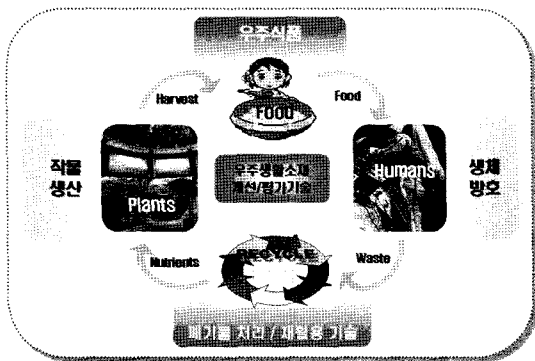 우주식품
Harvest
FOOD
Food
작물
생산
Plants
우주생활소재
개선/평가기술
Humans
생체
방호
Nutrients
RECYCLE
Waste
폐기물 처리 / 재활용 기술